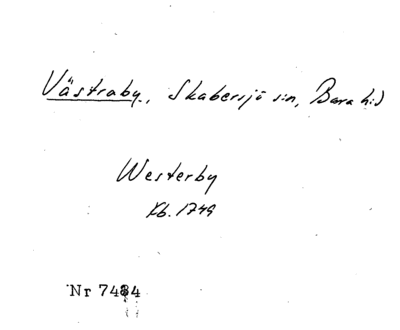 Västraby, Skabersjö sn, Bara hd
Westerby
Kb. 1749
Nr 7484